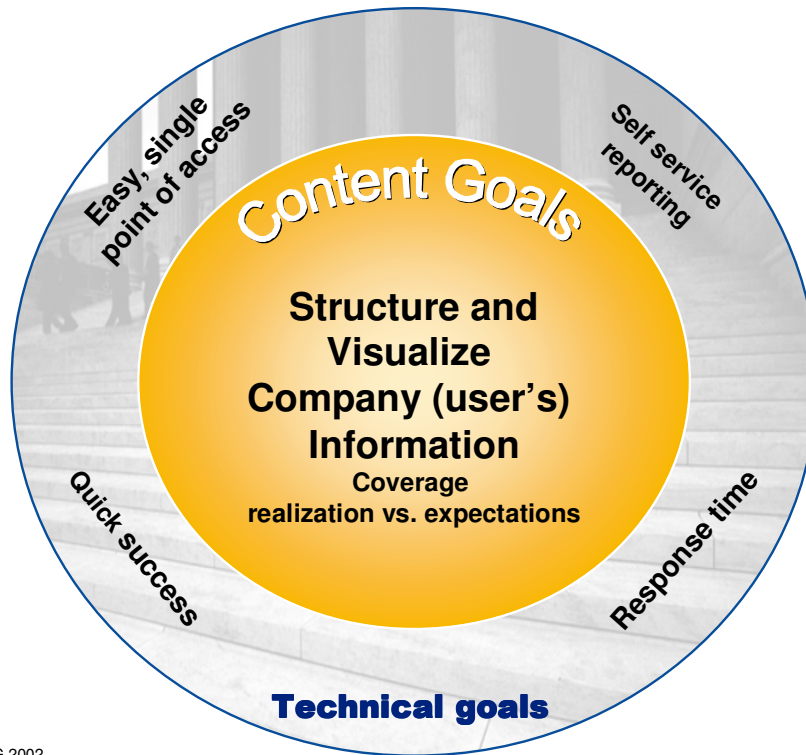 Easy, single
point of access
Self service
reporting
Content Goals
Structure and
Visualize
Company (user's)
Information
Coverage
realization vs. expectations
Quick success
Response time
Technical goals
2002